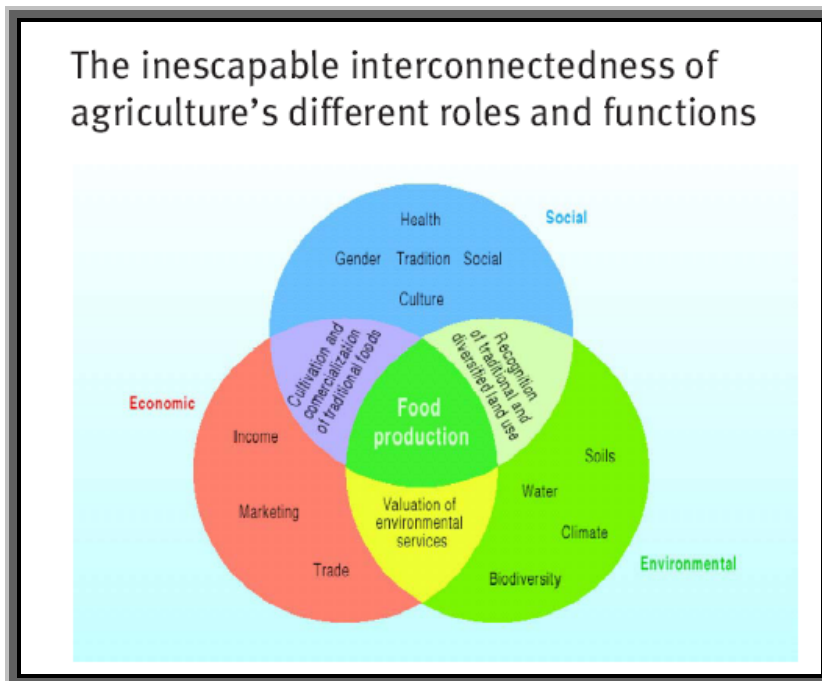 The inescapable interconnectedness of
agriculture's different roles and functions
Health
Social
Gender Tradition Social
Culture
Cultivation and
comercialization
of traditional foods
Recognition
of traditional and
diversified land use
Economic
Food
production
Income
Soils
Water
Valuation of
environmental
services
Marketing
Climate
Trade
Biodiversity
Environmental